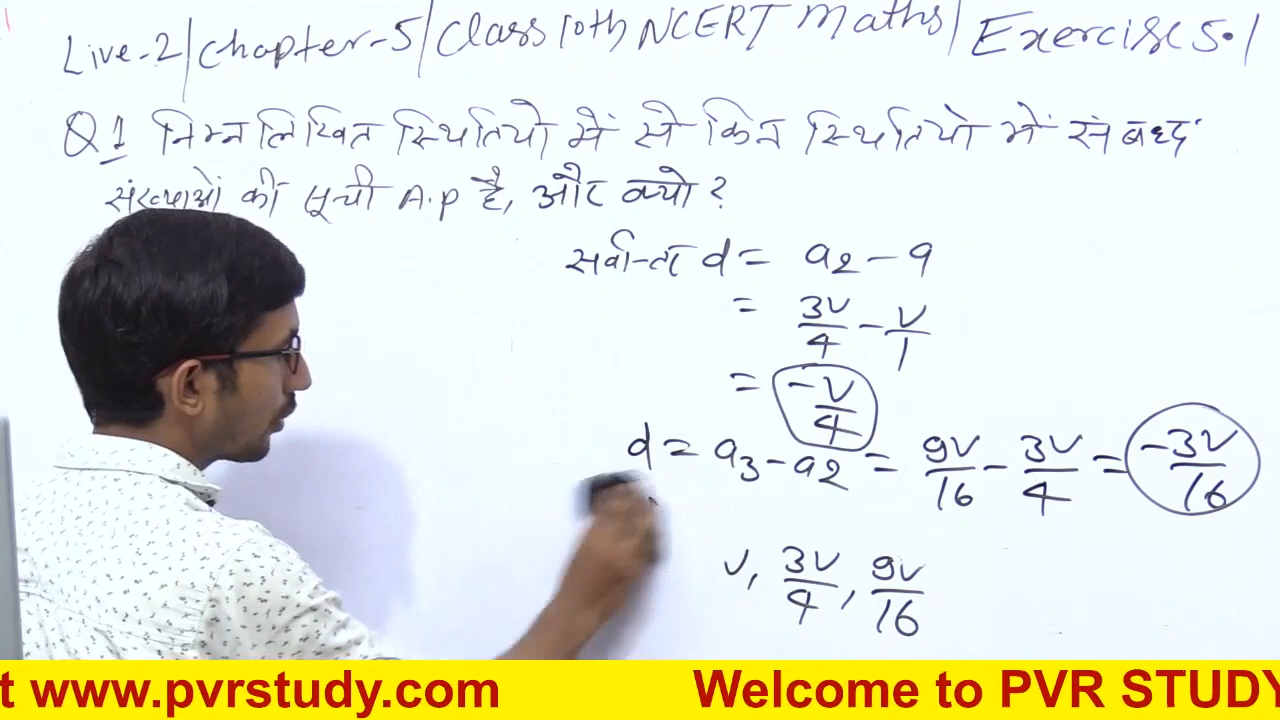 Live-2/Chapter-5/Class 10th NCERT Maths/Exercise 5.1
Q1 निम्न लिखित स्थितियो में से किन स्थितियो में संबध्द
संख्याओं की सूची A.P है, और क्यो?
सर्वान्तर d = a2 - a
= 3V/4 - V/1
= -V/4
d = a3 - a2 = 9V/16 - 3V/4 = -3V/16
V, 3V/4, 9V/16
t www.pvrstudy.com Welcome to PVR STUDY